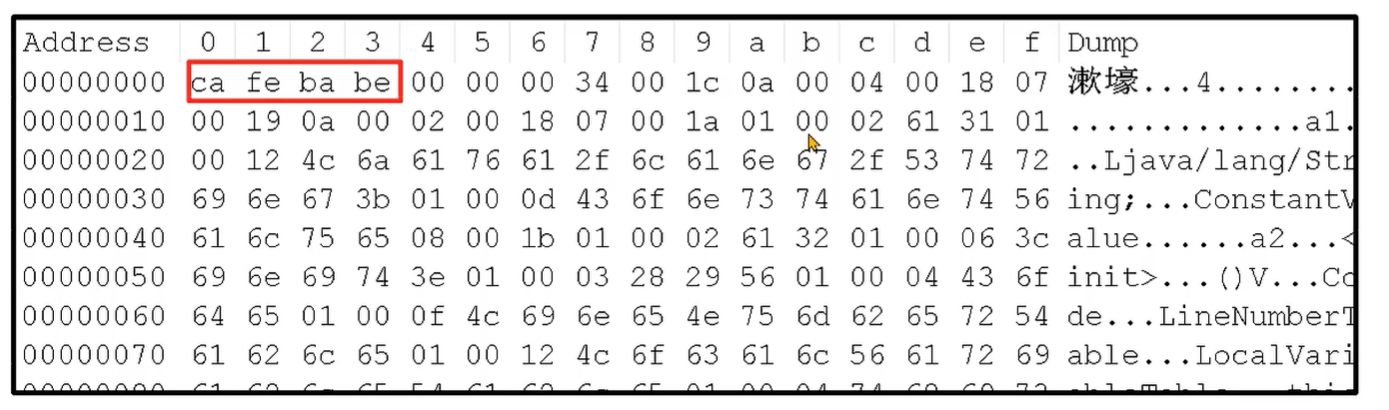 Address 0 1 2 3 4 5 6 7 8 9 a b c d e f Dump
00000000 ca fe ba be 00 00 00 34 00 1c 0a 00 04 00 18 07 漱壕...4........
00000010 00 19 0a 00 02 00 18 07 00 1a 01 00 02 61 31 01 .............a1.
00000020 00 12 4c 6a 61 76 61 2f 6c 61 6e 67 2f 53 74 72 ..Ljava/lang/Str
00000030 69 6e 67 3b 01 00 0d 43 6f 6e 73 74 61 6e 74 56 ing;...ConstantV
00000040 61 6c 75 65 08 00 1b 01 00 02 61 32 01 00 06 3c alue......a2...<
00000050 69 6e 69 74 3e 01 00 03 28 29 56 01 00 04 43 6f init>...()V...Co
00000060 64 65 01 00 0f 4c 69 6e 65 4e 75 6d 62 65 72 54 de...LineNumberT
00000070 61 62 6c 65 01 00 12 4c 6f 63 61 6c 56 61 72 69 able...LocalVari